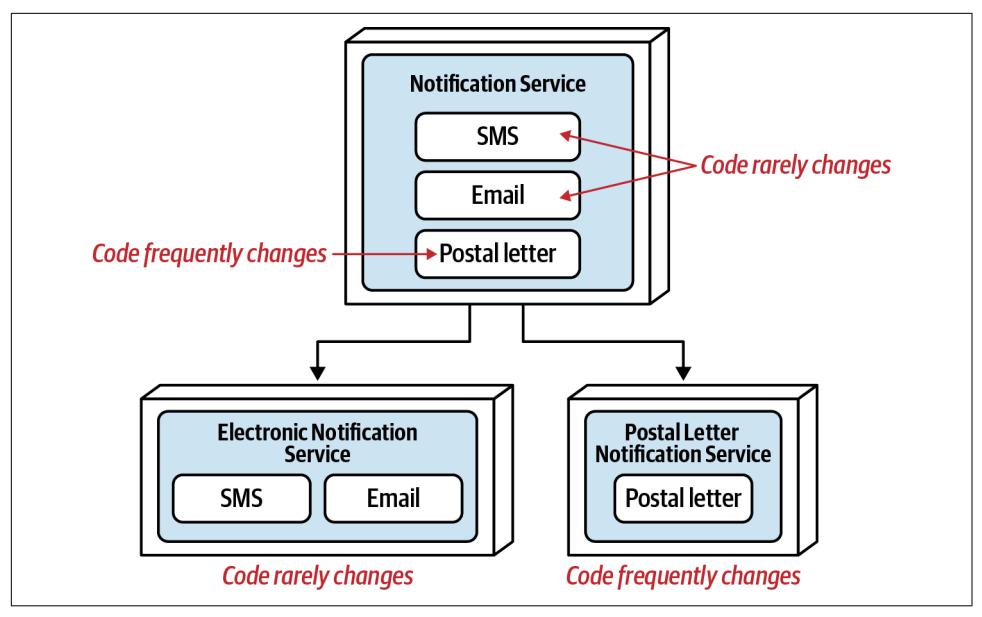 Notification Service
SMS
Code rarely changes
Email
Code frequently changes
Postal letter
Electronic Notification
Service
SMS
Email
Code rarely changes
Postal Letter
Notification Service
Postal letter
Code frequently changes